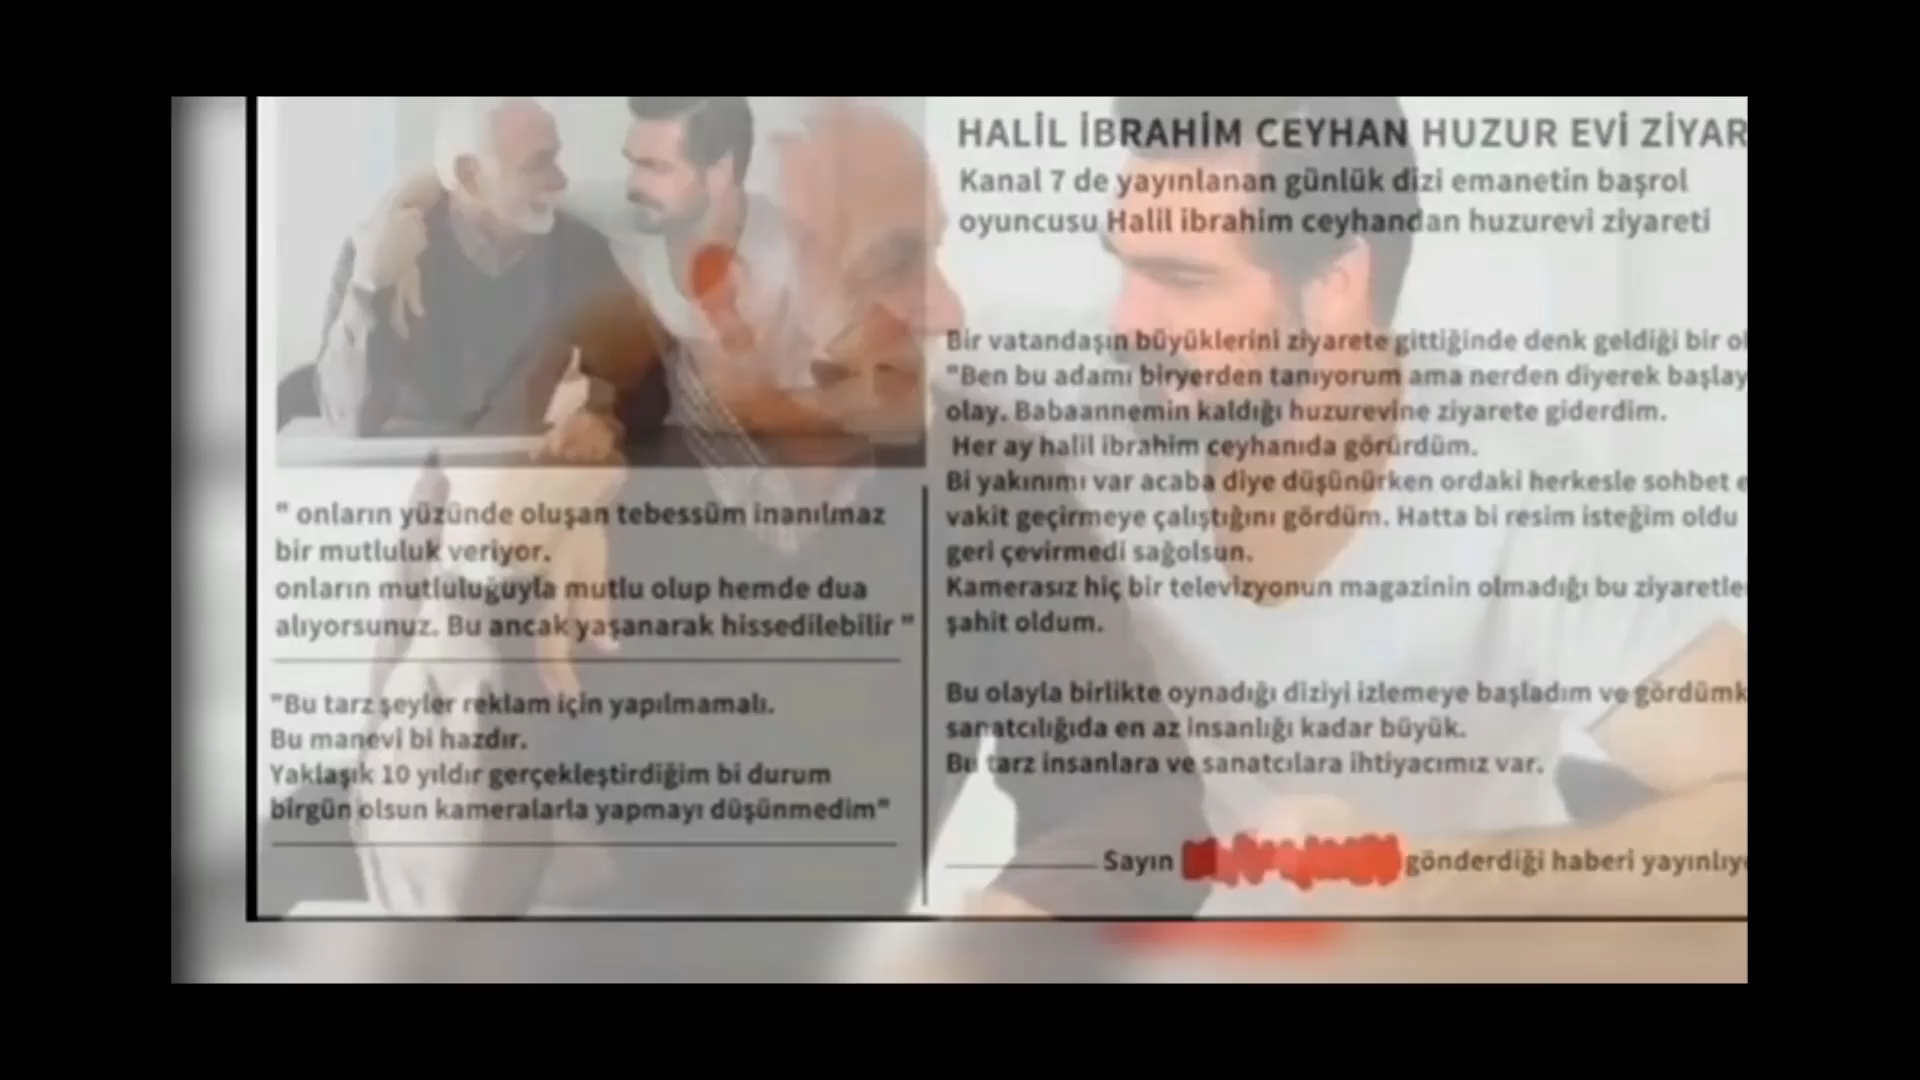 HALİL İBRAHİM CEYHAN HUZUR EVİ
Kanal 7 de yayınlanan günlük dizi emanetin başrol
oyuncusu Halil ibrahim ceyhandan huzurevi ziyareti
Bir vatandaşın büyüklerini ziyarete gittiğinde denk geldiği bir
"Ben bu adamı biryerden tanıyorum ama nerden diyerek
olay. Babaannemin kaldığı huzurevine ziyarete giderdim.
Her ay halil ibrahim ceyhanıda görürdüm.
Bi yakınımı var acaba diye düşünürken ordaki herkesle sohbet
vakit geçirmeye çalıştığını gördüm. Hatta bi resim isteğim oldu
geri çevirmedi sağolsun.
Kamerasız hiç bir televizyonun magazinin olmadığı bu
şahit oldum.
Bu olayla birlikte oynadığı diziyi izlemeye başladım ve
sanatcılığıda en az insanlığı kadar büyük.
Bu tarz insanlara ve sanatcılara ihtiyacımız var.
Sayın gönderdiği haberi
" onların yüzünde oluşan tebessüm inanılmaz
bir mutluluk veriyor.
onların mutluluğuyla mutlu olup hemde dua
alıyorsunuz. Bu ancak yaşanarak hissedilebilir "
"Bu tarz şeyler reklam için yapılmamalı.
Bu manevi bi hazdır.
Yaklaşık 10 yıldır gerçekleştirdiğim bi durum
birgün olsun kameralarla yapmayı düşünmedim"